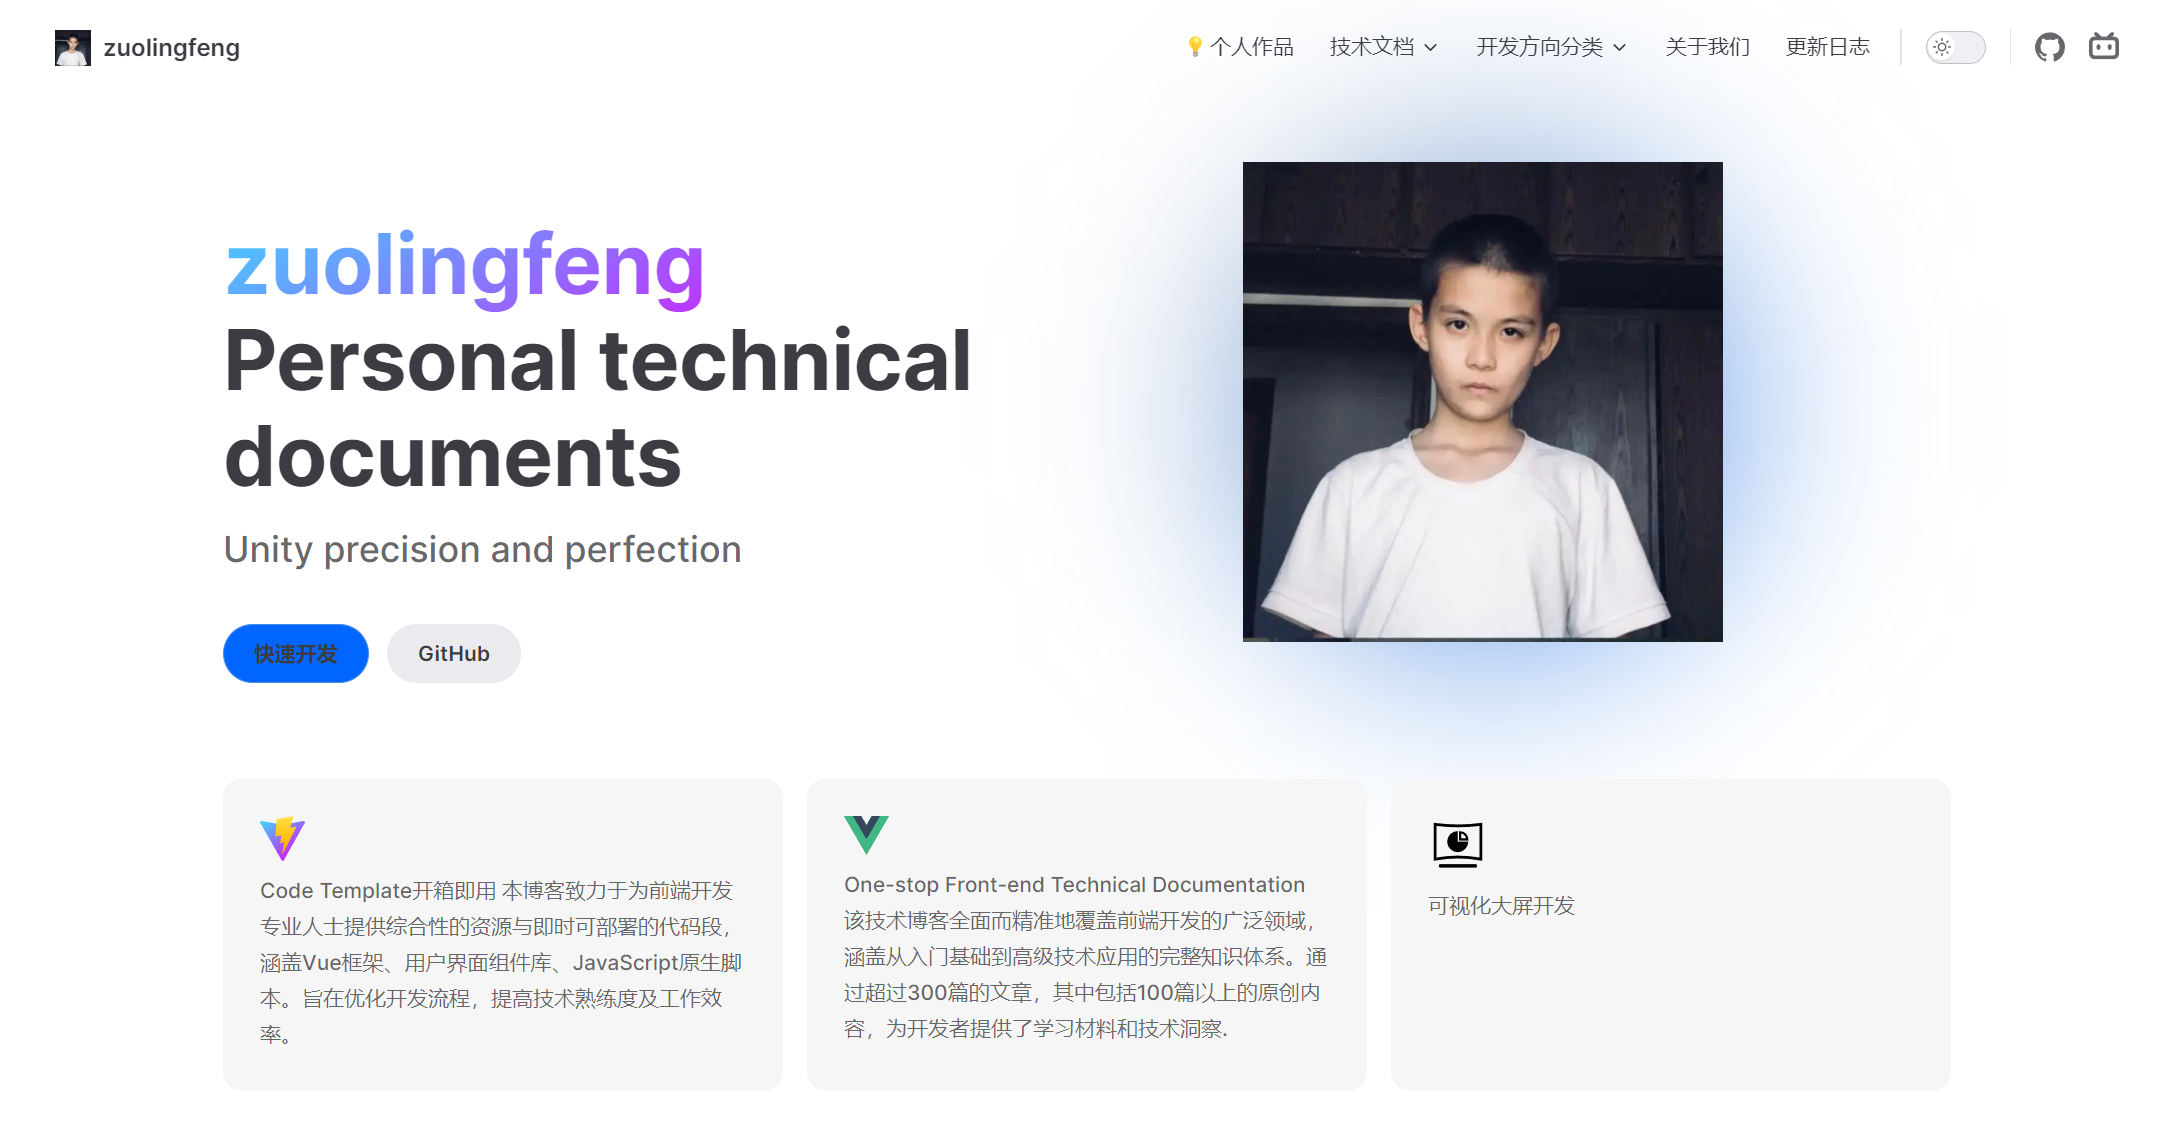 zuolingfeng
💡 个人作品
技术文档
开发方向分类
关于我们
更新日志
zuolingfeng
Personal technical
documents
Unity precision and perfection
快速开发
GitHub
Code Template开箱即用 本博客致力于为前端开发
专业人士提供综合性的资源与即时可部署的代码段，
涵盖Vue框架、用户界面组件库、JavaScript原生脚
本。旨在优化开发流程，提高技术熟练度及工作效
率。
One-stop Front-end Technical Documentation
该技术博客全面而精准地覆盖前端开发的广泛领域，
涵盖从入门基础到高级技术应用的完整知识体系。通
过超过300篇的文章，其中包括100篇以上的原创内
容，为开发者提供了学习材料和技术洞察.
可视化大屏开发